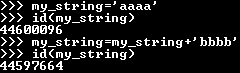 >>> my_string='aaaa'
>>> id(my_string)
44600096
>>> my_string=my_string+'bbbb'
>>> id(my_string)
44597664